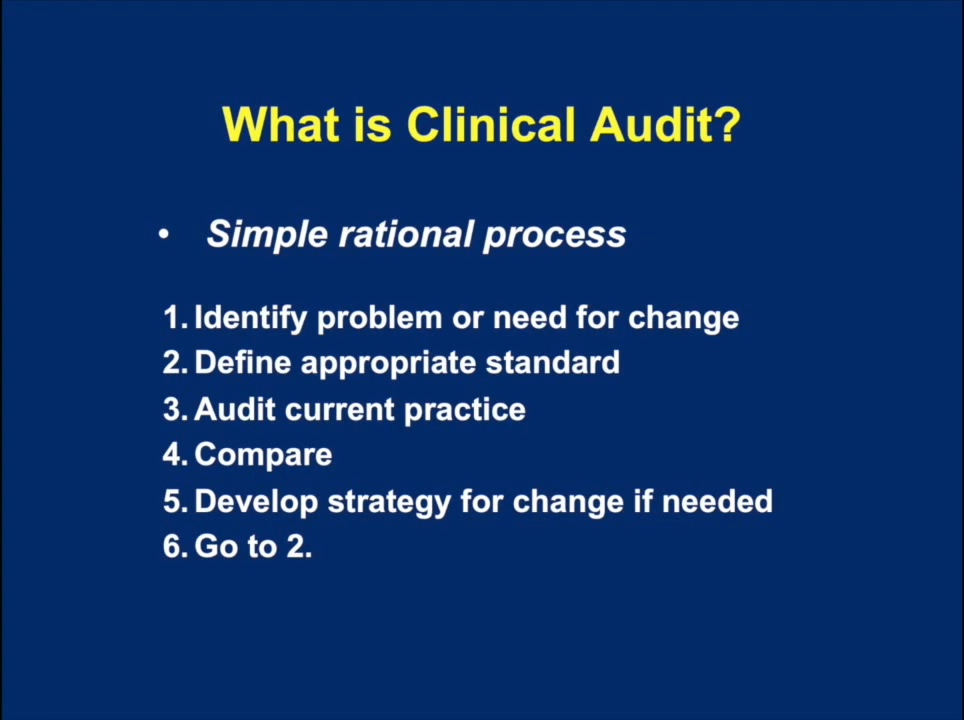 What is Clinical Audit?
• Simple rational process
1. Identify problem or need for change
2. Define appropriate standard
3. Audit current practice
4. Compare
5. Develop strategy for change if needed
6. Go to 2.